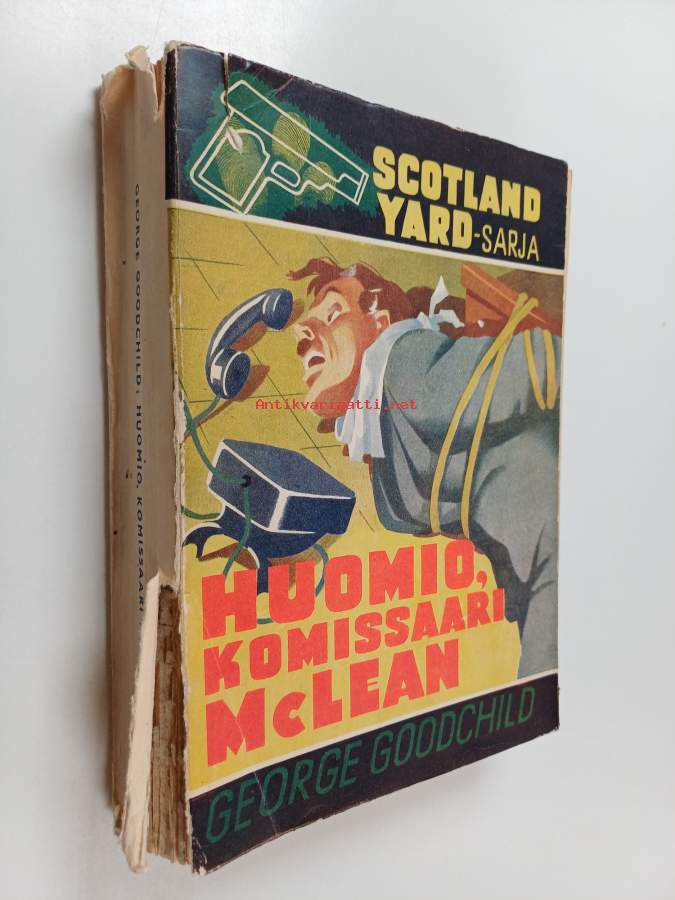 SCOTLAND
YARD-SARJA
Antikvariaatti.net
HUOMIO,
KOMISSAARI
McLEAN
GEORGE GOODCHILD
GEORGE GOODCHILD, HUOMIO, KOMISSAARI